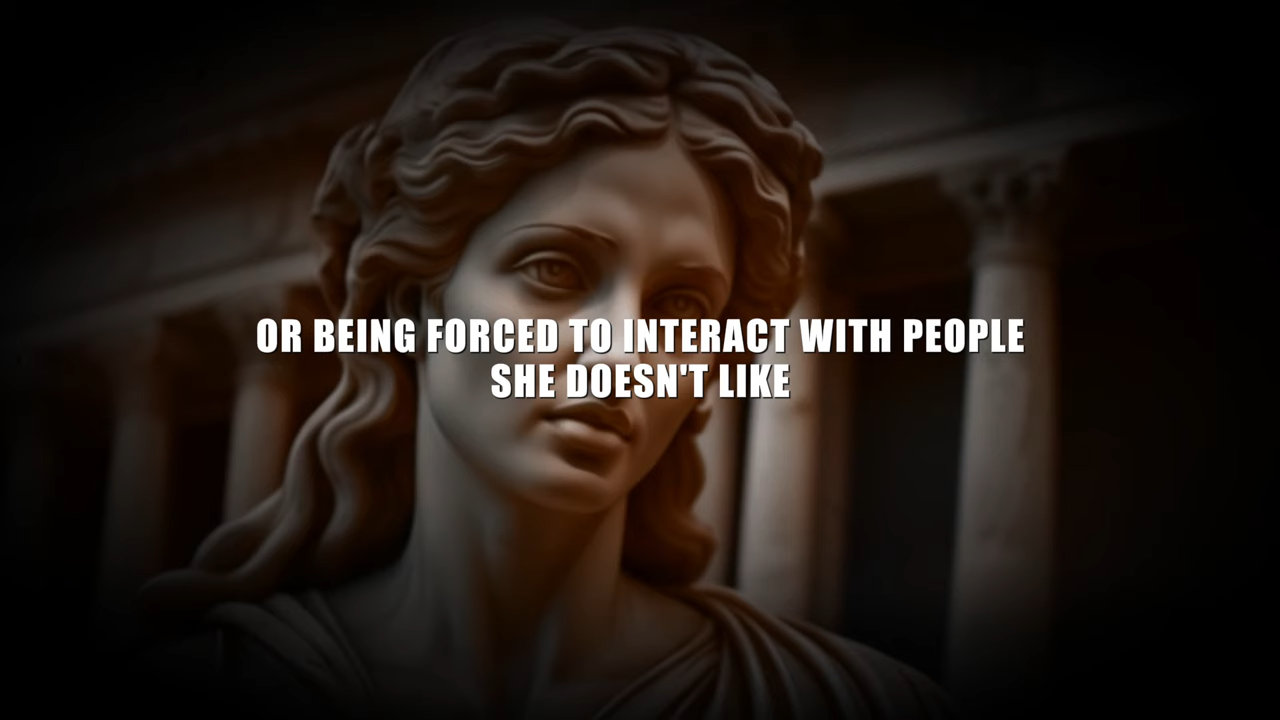 OR BEING FORCED TO INTERACT WITH PEOPLE
SHE DOESN'T LIKE